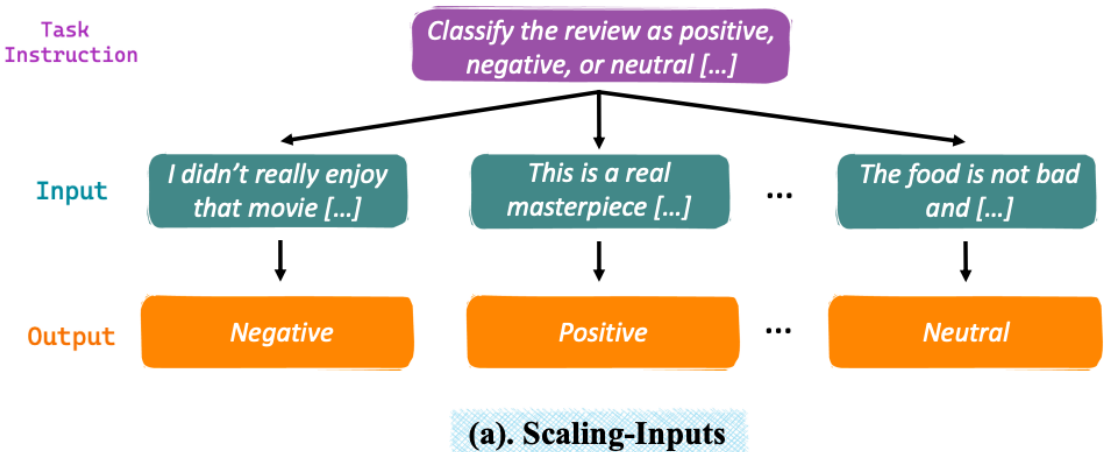 Task
Instruction
Classify the review as positive,
negative, or neutral [...]
Input
I didn't really enjoy
that movie [...]
This is a real
masterpiece [...]
...
The food is not bad
and [...]
Output
Negative
Positive
...
Neutral
(a). Scaling-Inputs